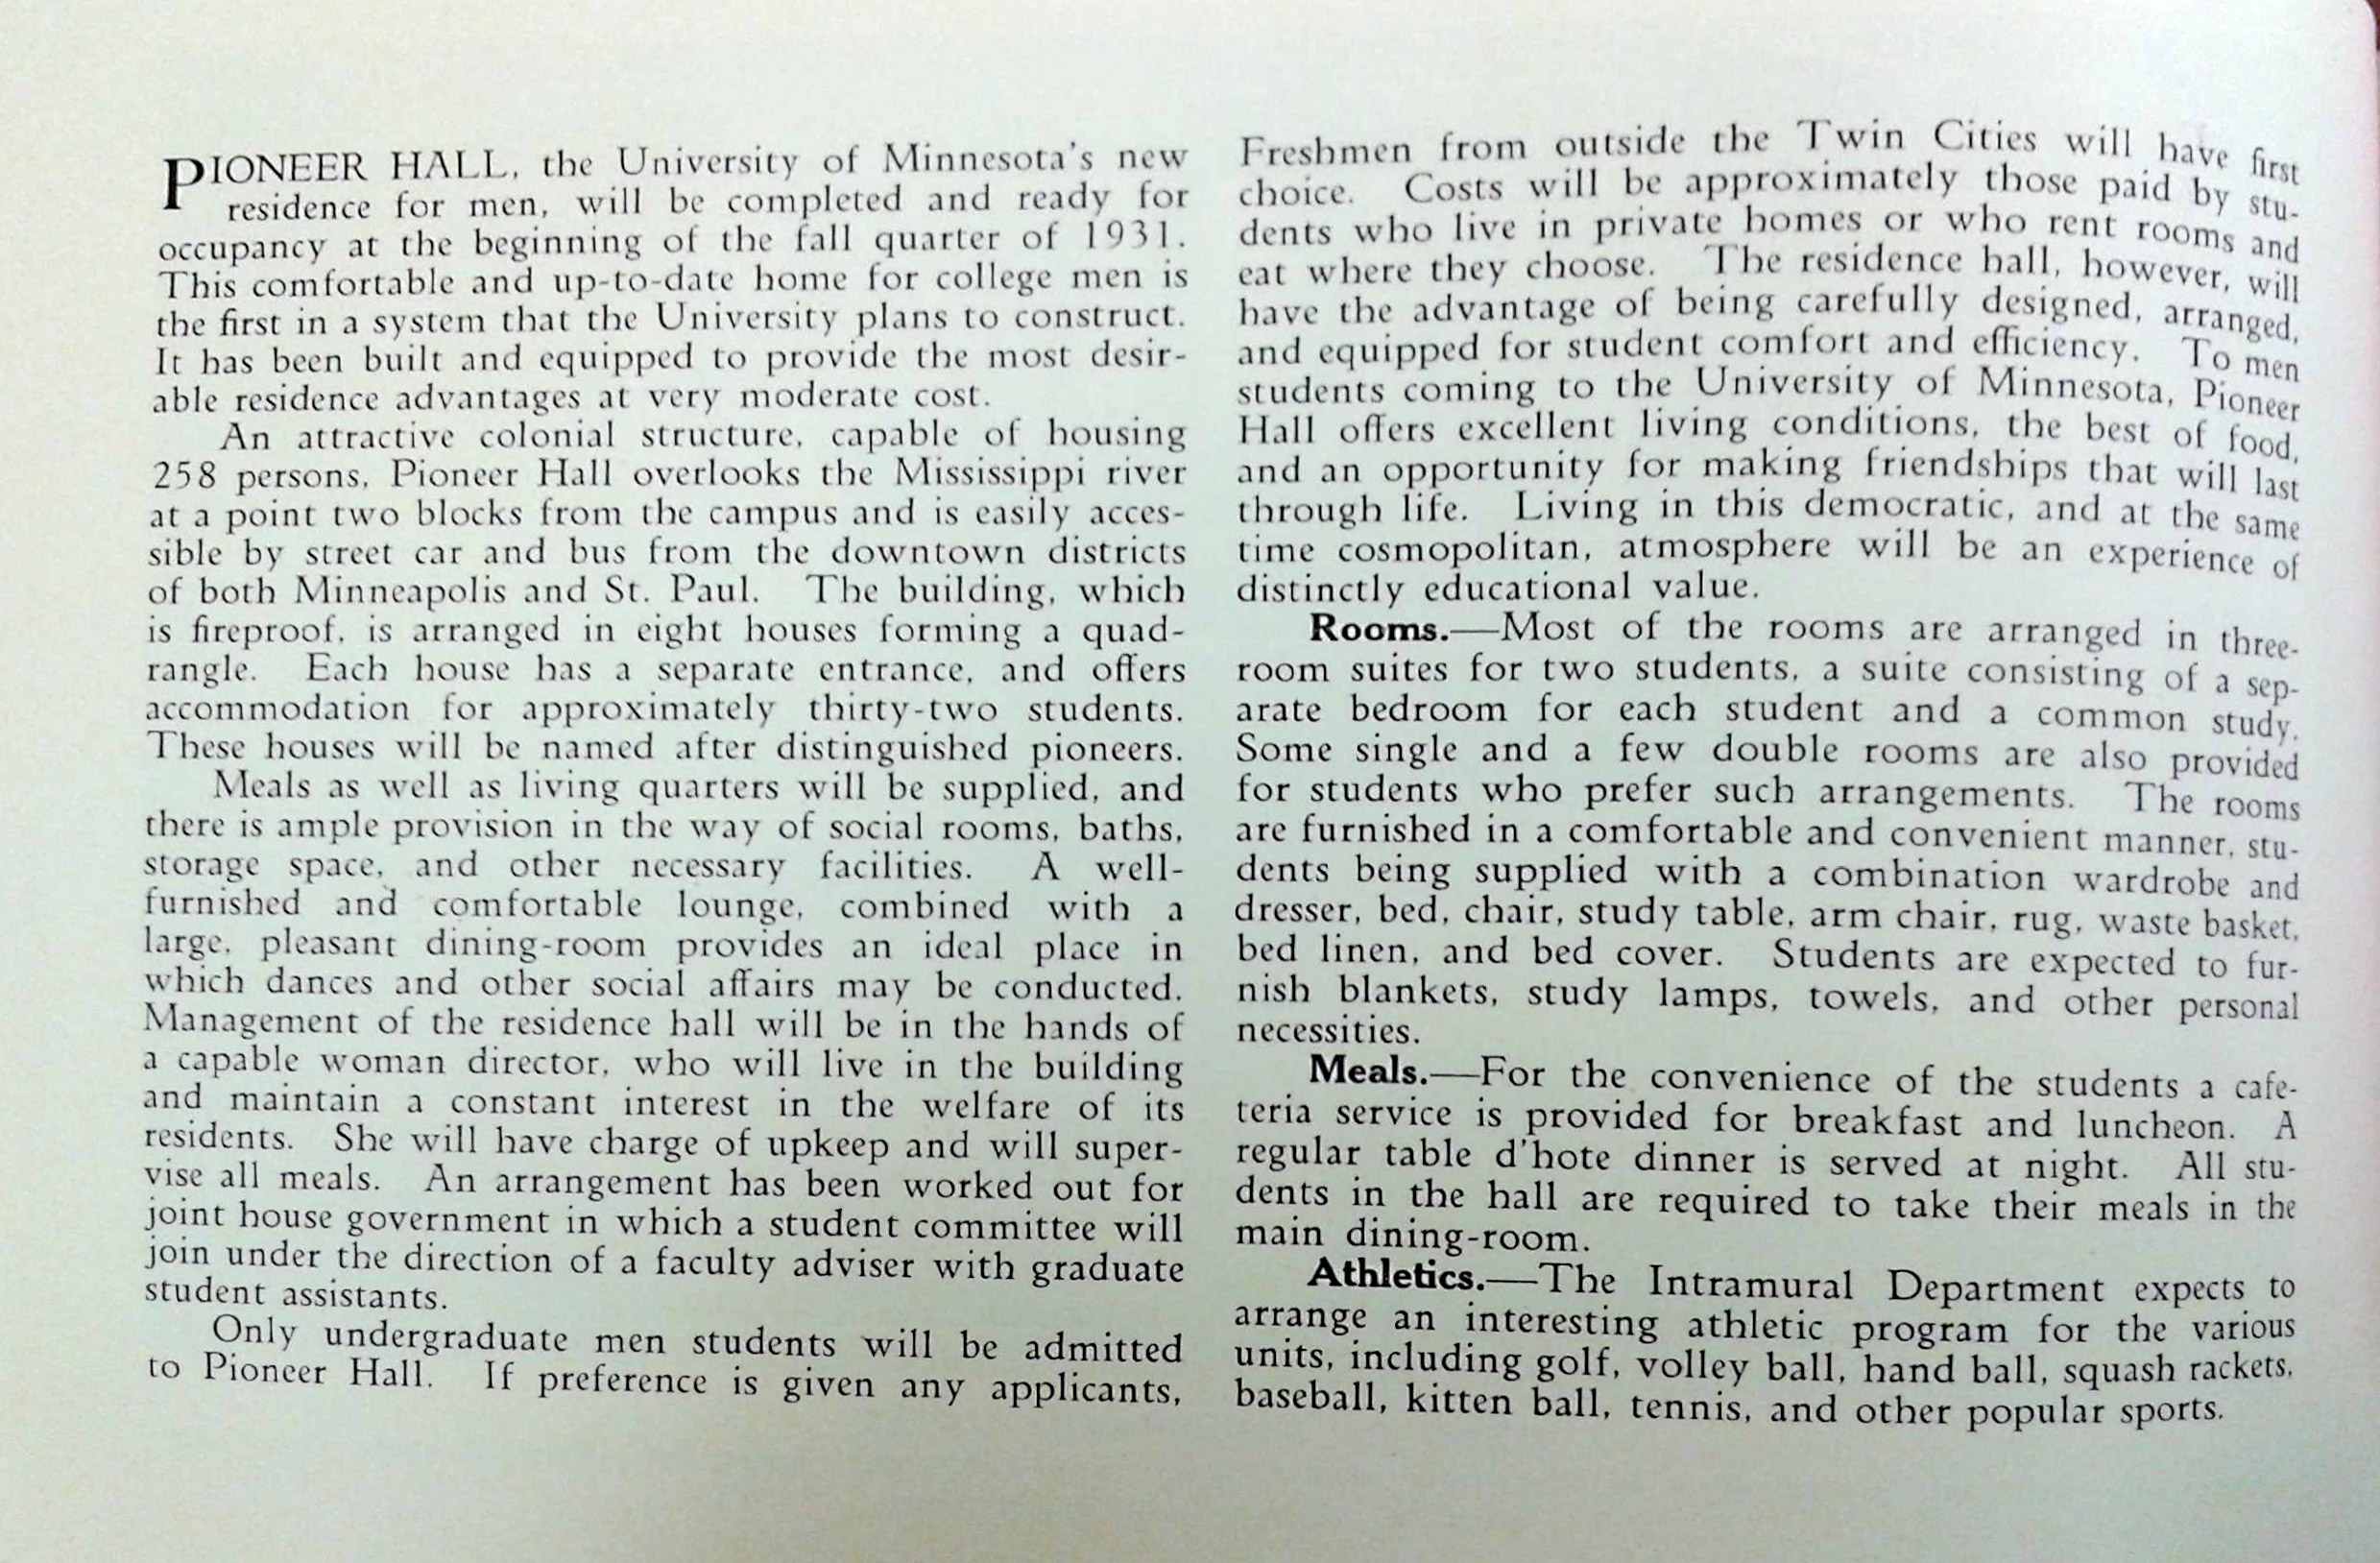 PIONEER HALL, the University of Minnesota's new
residence for men, will be completed and ready for
occupancy at the beginning of the fall quarter of 1931.
This comfortable and up-to-date home for college men is
the first in a system that the University plans to construct.
It has been built and equipped to provide the most desir-
able residence advantages at very moderate cost.
An attractive colonial structure, capable of housing
258 persons, Pioneer Hall overlooks the Mississippi river
at a point two blocks from the campus and is easily acces-
sible by street car and bus from the downtown districts
of both Minneapolis and St. Paul. The building, which
is fireproof, is arranged in eight houses forming a quad-
rangle. Each house has a separate entrance, and offers
accommodation for approximately thirty-two students.
These houses will be named after distinguished pioneers.
Meals as well as living quarters will be supplied, and
there is ample provision in the way of social rooms, baths,
storage space, and other necessary facilities. A well-
furnished and comfortable lounge, combined with a
large, pleasant dining-room provides an ideal place in
which dances and other social affairs may be conducted.
Management of the residence hall will be in the hands of
a capable woman director, who will live in the building
and maintain a constant interest in the welfare of its
residents. She will have charge of upkeep and will super-
vise all meals. An arrangement has been worked out for
joint house government in which a student committee will
join under the direction of a faculty adviser with graduate
student assistants.
Only undergraduate men students will be admitted
to Pioneer Hall. If preference is given any applicants,
Freshmen from outside the Twin Cities will have first
choice. Costs will be approximately those paid by stu-
dents who live in private homes or who rent rooms and
eat where they choose. The residence hall, however, will
have the advantage of being carefully designed, arranged,
and equipped for student comfort and efficiency. To men
students coming to the University of Minnesota, Pioneer
Hall offers excellent living conditions, the best of food,
and an opportunity for making friendships that will last
through life. Living in this democratic, and at the same
time cosmopolitan, atmosphere will be an experience of
distinctly educational value.
Rooms.—Most of the rooms are arranged in three-
room suites for two students, a suite consisting of a sep-
arate bedroom for each student and a common study.
Some single and a few double rooms are also provided
for students who prefer such arrangements. The rooms
are furnished in a comfortable and convenient manner, stu-
dents being supplied with a combination wardrobe and
dresser, bed, chair, study table, arm chair, rug, waste basket,
bed linen, and bed cover. Students are expected to fur-
nish blankets, study lamps, towels, and other personal
necessities.
Meals.—For the convenience of the students a cafe-
teria service is provided for breakfast and luncheon. A
regular table d'hote dinner is served at night. All stu-
dents in the hall are required to take their meals in the
main dining-room.
Athletics.—The Intramural Department expects to
arrange an interesting athletic program for the various
units, including golf, volley ball, hand ball, squash rackets,
baseball, kitten ball, tennis, and other popular sports.